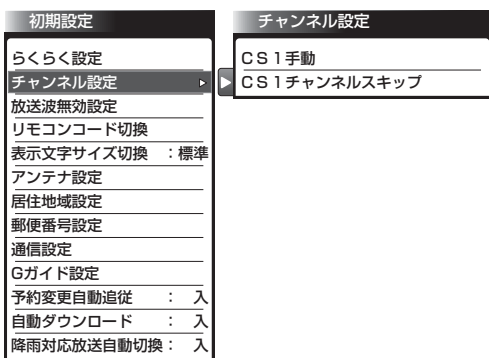 初期設定
らくらく設定
チャンネル設定
放送波無効設定
リモコンコード切換
表示文字サイズ切換 ：標準
アンテナ設定
居住地域設定
郵便番号設定
通信設定
Gガイド設定
予約変更自動追従 ： 入
自動ダウンロード ： 入
降雨対応放送自動切換： 入
チャンネル設定
CS1手動
CS1チャンネルスキップ